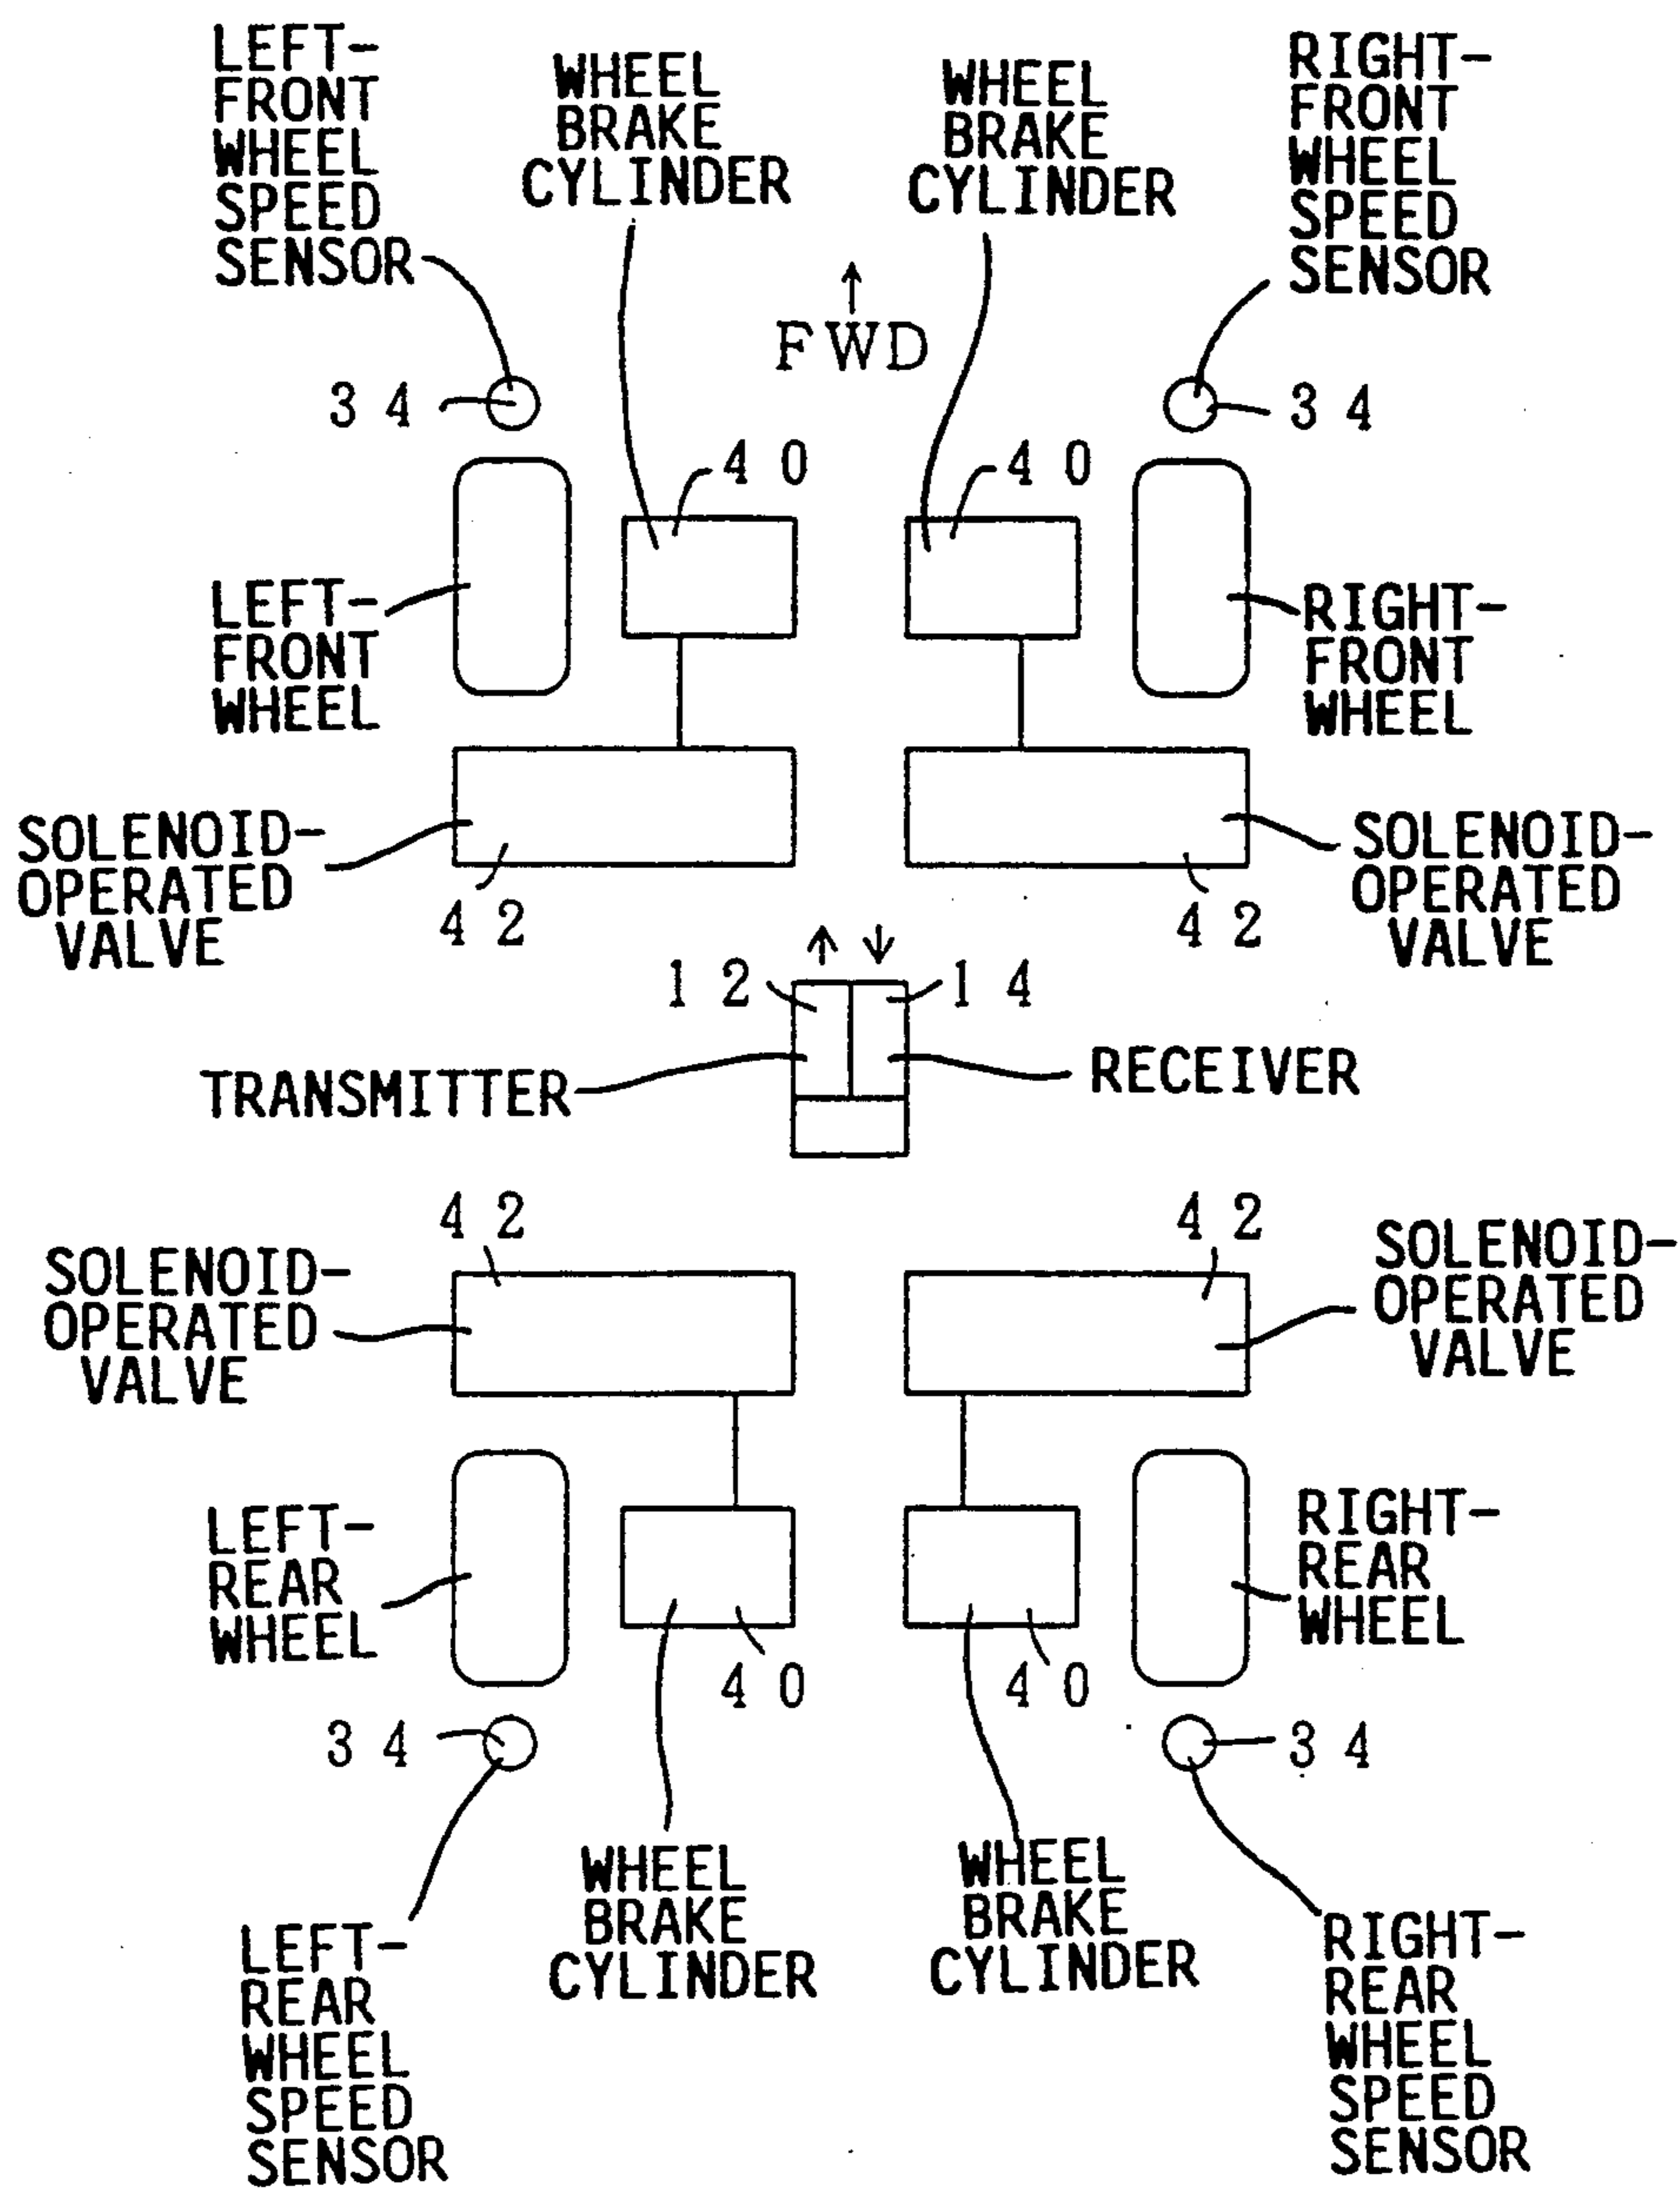 LEFT-
FRONT
WHEEL
SPEED
SENSOR
WHEEL
BRAKE
CYLINDER
WHEEL
BRAKE
CYLINDER
RIGHT-
FRONT
WHEEL
SPEED
SENSOR
FWD
34
34
40
40
LEFT-
FRONT
WHEEL
RIGHT-
FRONT
WHEEL
SOLENOID-
OPERATED
VALVE
42
42
SOLENOID-
OPERATED
VALVE
12
14
TRANSMITTER
RECEIVER
42
42
SOLENOID-
OPERATED
VALVE
SOLENOID-
OPERATED
VALVE
LEFT-
REAR
WHEEL
RIGHT-
REAR
WHEEL
40
40
34
34
WHEEL
BRAKE
CYLINDER
WHEEL
BRAKE
CYLINDER
LEFT-
REAR
WHEEL
SPEED
SENSOR
RIGHT-
REAR
WHEEL
SPEED
SENSOR